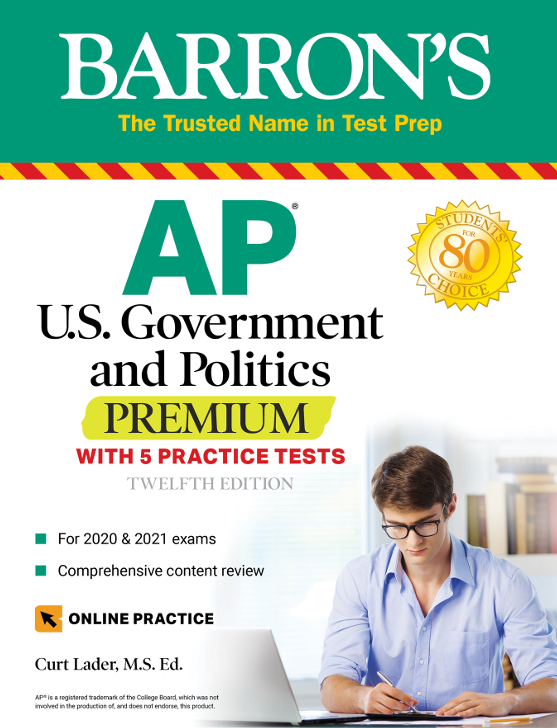 BARRON'S
The Trusted Name in Test Prep
AP®
STUDENTS'
FOR
80
YEARS
CHOICE
U.S. Government
and Politics
PREMIUM
WITH 5 PRACTICE TESTS
TWELFTH EDITION
For 2020 & 2021 exams
Comprehensive content review
ONLINE PRACTICE
Curt Lader, M.S. Ed.
AP® is a registered trademark of the College Board, which was not
involved in the production of, and does not endorse, this product.